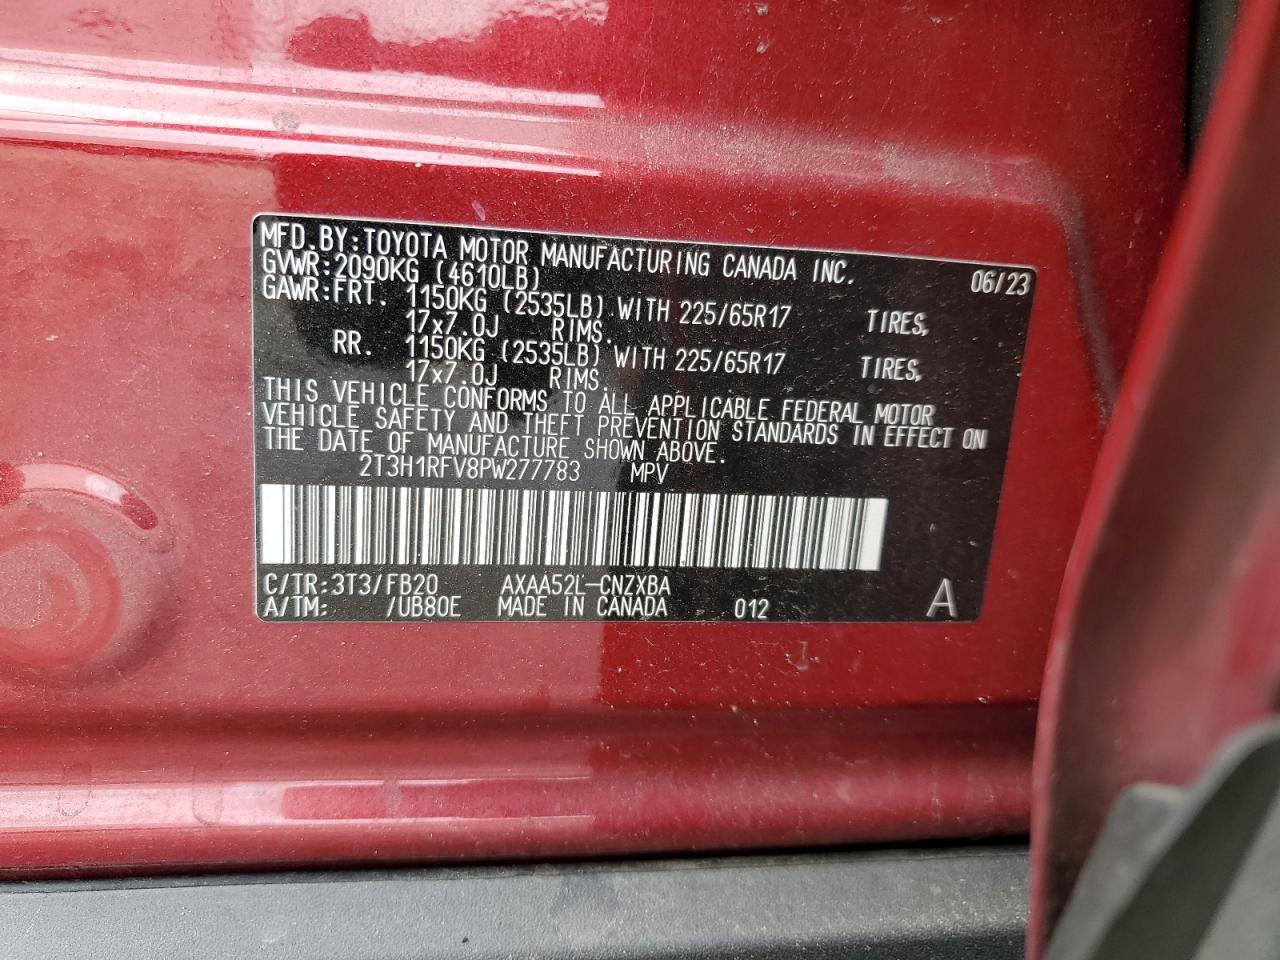 MFD.BY:TOYOTA MOTOR MANUFACTURING CANADA INC. 06/23
GVWR:2090KG (4610LB)
GAWR:FRT. 1150KG (2535LB) WITH 225/65R17 TIRES,
17x7.0J RIMS.
RR. 1150KG (2535LB) WITH 225/65R17 TIRES,
17x7.0J RIMS.
THIS VEHICLE CONFORMS TO ALL APPLICABLE FEDERAL MOTOR
VEHICLE SAFETY AND THEFT PREVENTION STANDARDS IN EFFECT ON
THE DATE OF MANUFACTURE SHOWN ABOVE.
2T3H1RFV8PW277783 MPV
C/TR:3T3/FB20 AXAA52L-CNZXBA
A/TM: /UB80E MADE IN CANADA 012 A